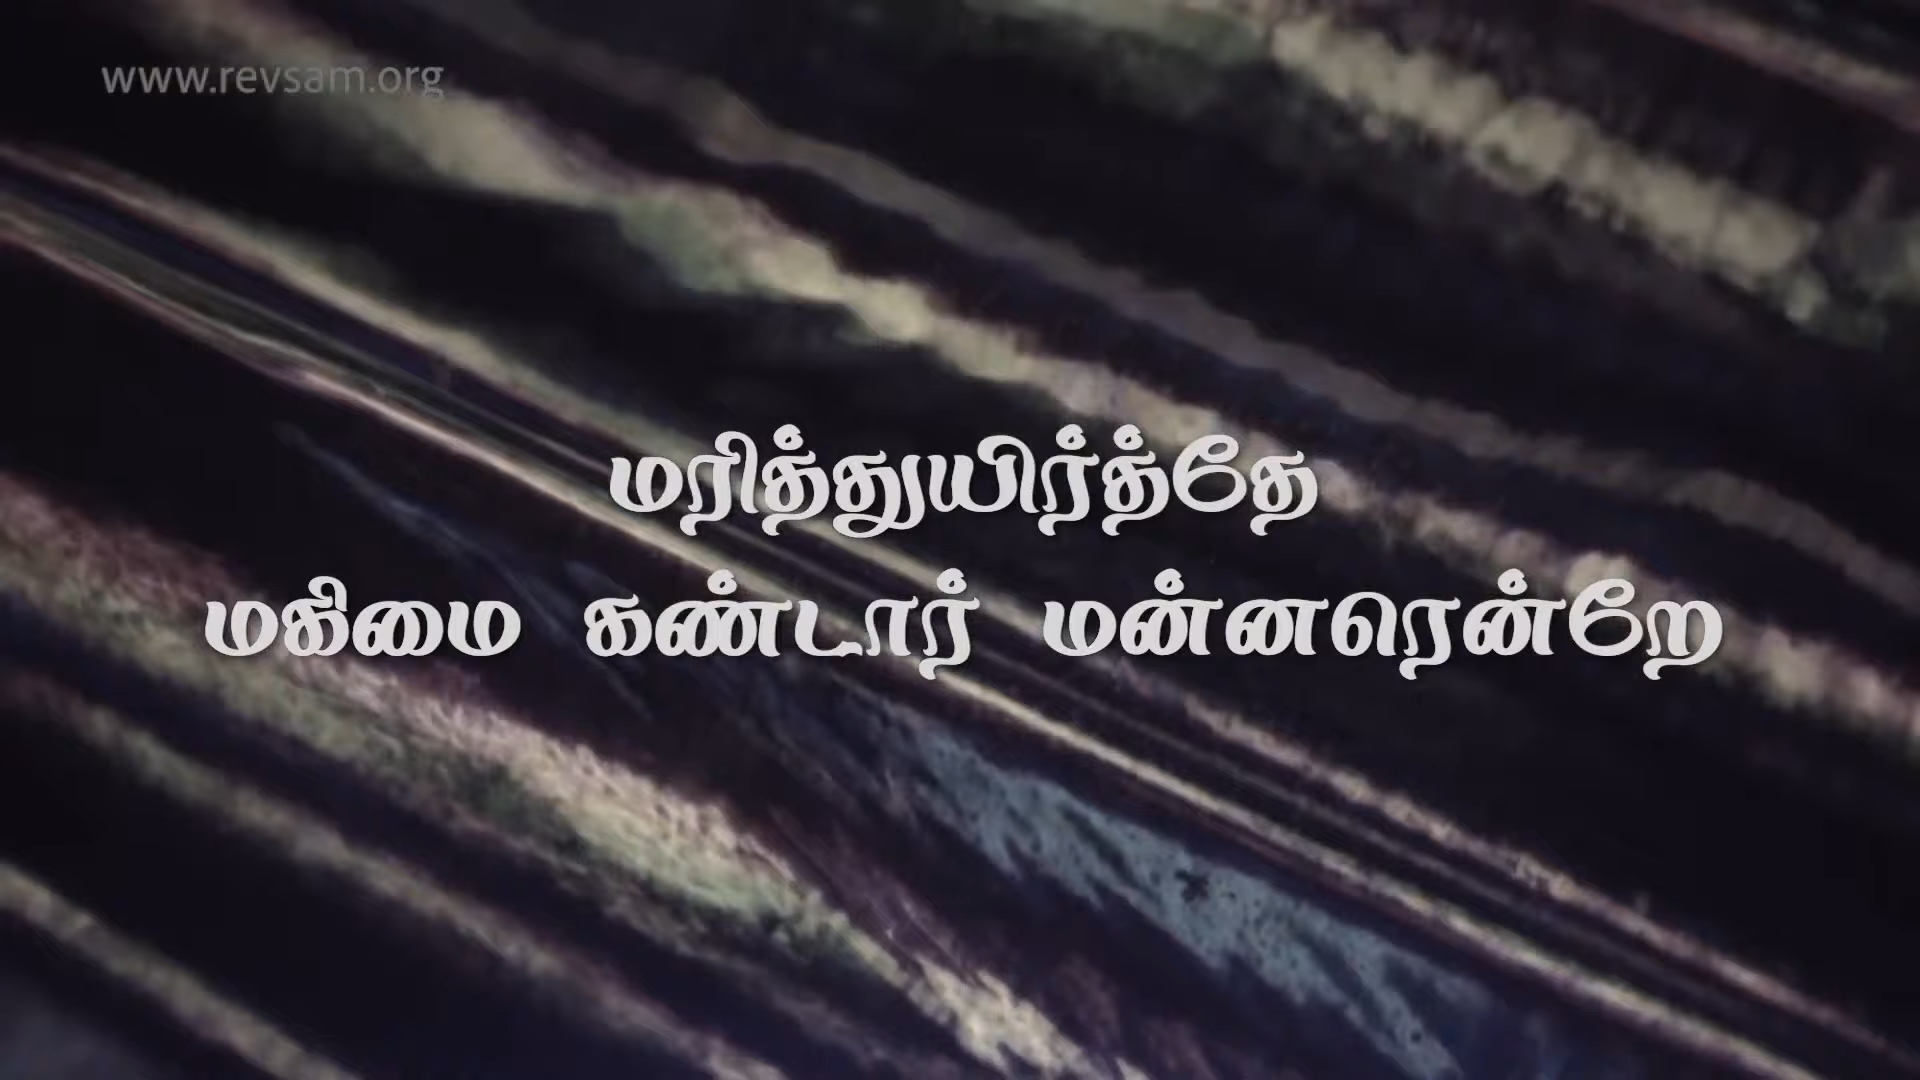 www.revsam.org
மரித்துயிர்த்தே
மகிமை கண்டார் மன்னரென்றே